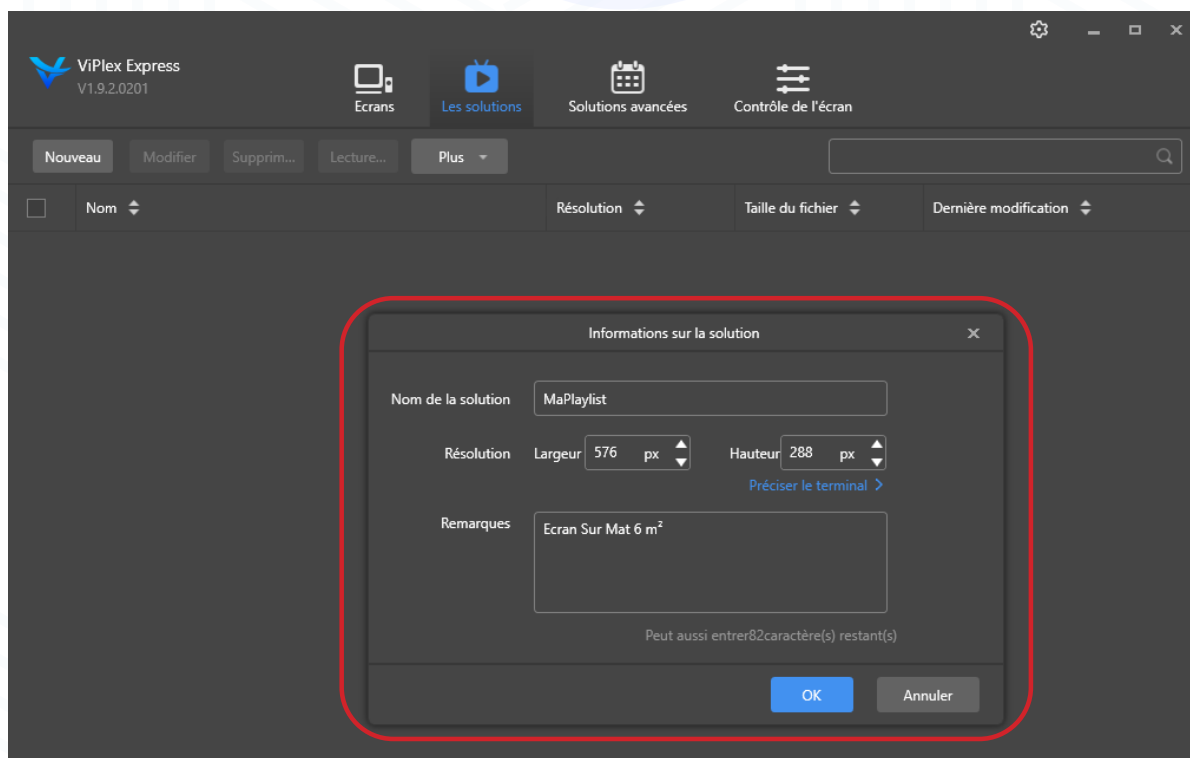 ViPlex Express
V1.9.2.0201
Ecrans
Les solutions
Solutions avancées
Contrôle de l'écran
Nouveau
Modifier
Supprim...
Lecture...
Plus
Nom
Résolution
Taille du fichier
Dernière modification
Informations sur la solution
Nom de la solution
MaPlaylist
Résolution
Largeur 576 px
Hauteur 288 px
Préciser le terminal >
Remarques
Ecran Sur Mat 6 m²
Peut aussi entrer82caractère(s) restant(s)
OK
Annuler